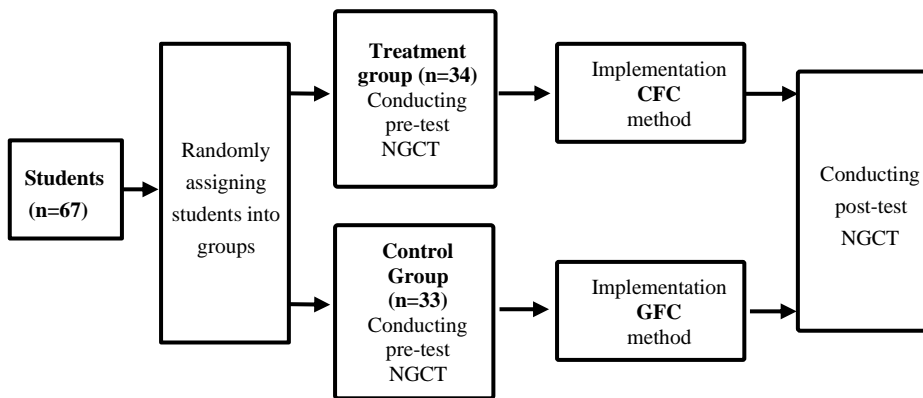 Students
(n=67)
Randomly
assigning
students into
groups
Treatment
group (n=34)
Conducting
pre-test
NGCT
Implementation
CFC
method
Control
Group
(n=33)
Conducting
pre-test
NGCT
Implementation
GFC
method
Conducting
post-test
NGCT